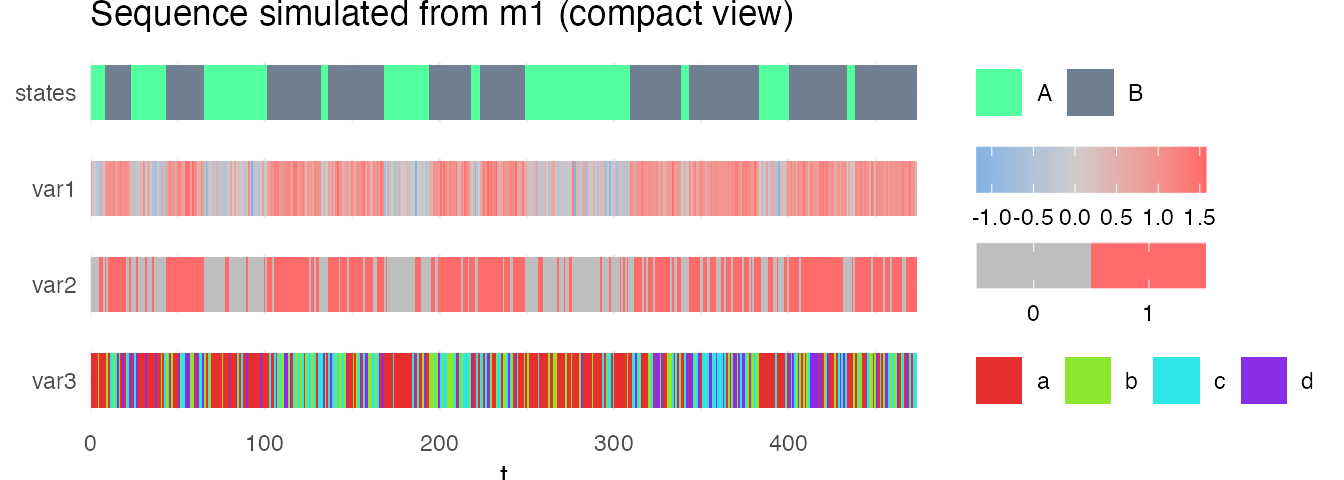 Sequence simulated from m1 (compact view)
states
A B
var1
-1.0 -0.5 0.0 0.5 1.0 1.5
var2
0 1
var3
a b c d
0 100 200 300 400
t